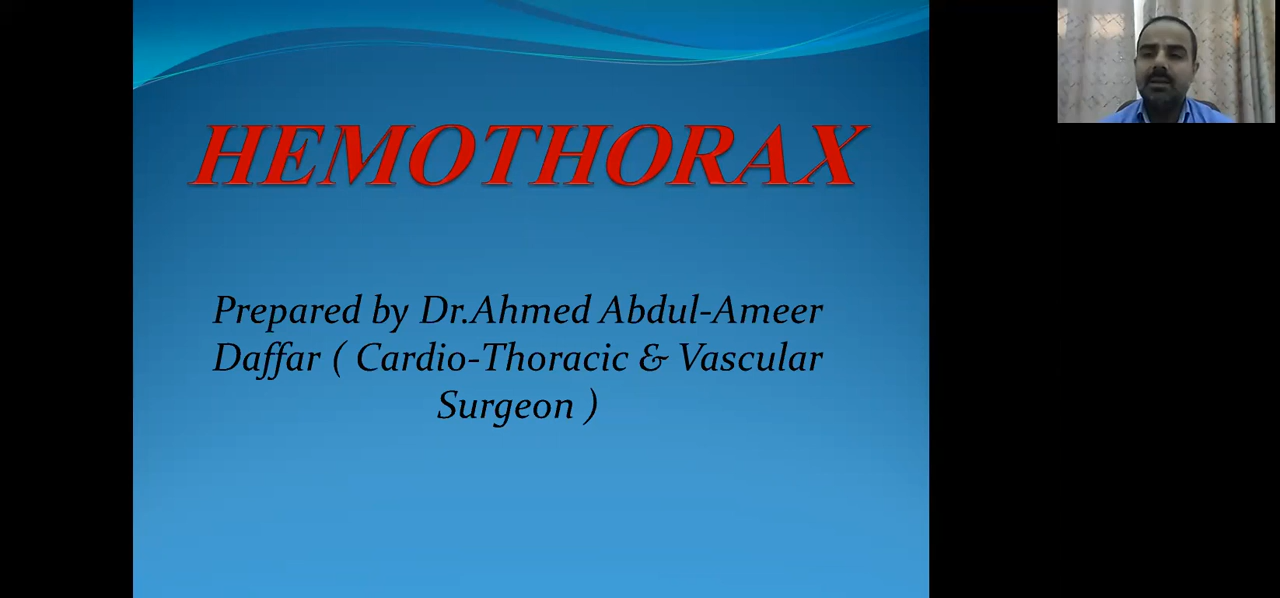 HEMOTHORAX
Prepared by Dr.Ahmed Abdul-Ameer
Daffar ( Cardio-Thoracic & Vascular
Surgeon )